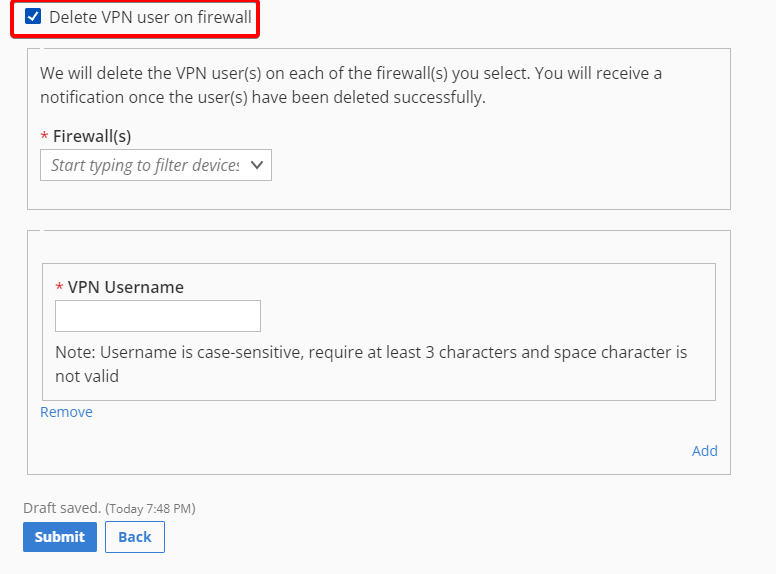 Delete VPN user on firewall
We will delete the VPN user(s) on each of the firewall(s) you select. You will receive a
notification once the user(s) have been deleted successfully.
* Firewall(s)
Start typing to filter devices
* VPN Username
Note: Username is case-sensitive, require at least 3 characters and space character is
not valid
Remove
Add
Draft saved. (Today 7:48 PM)
Submit Back